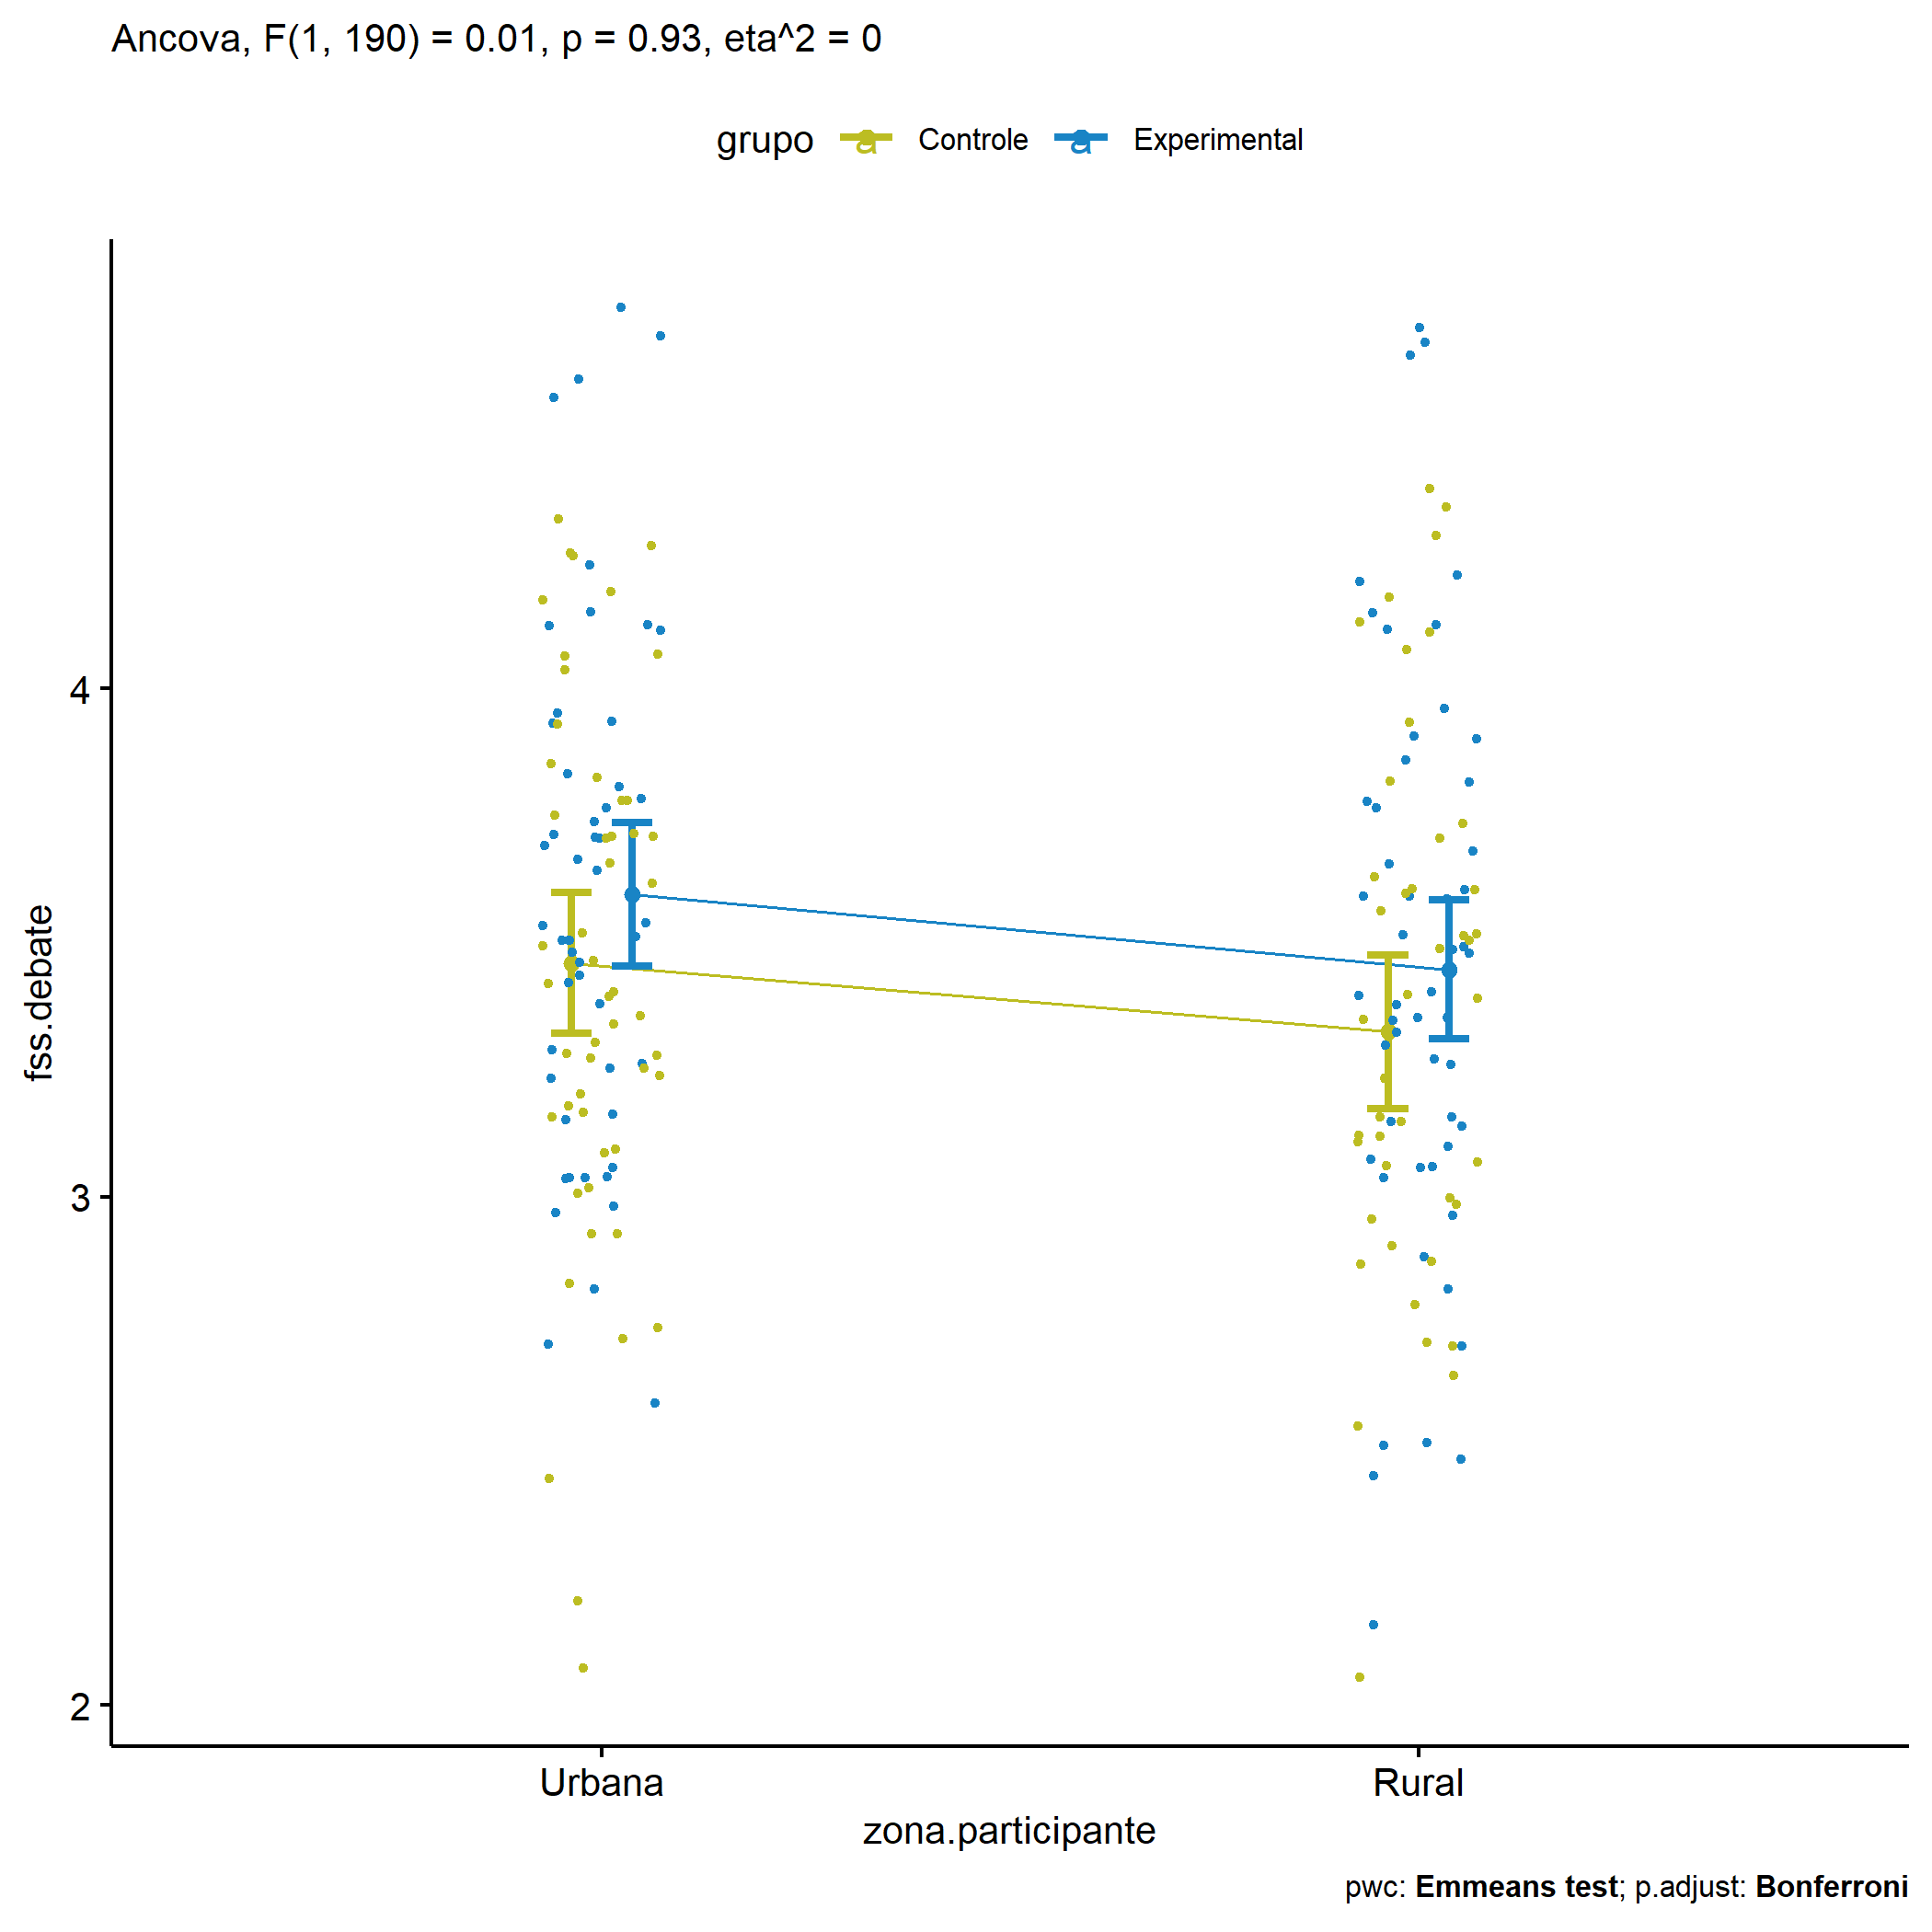 Ancova, F(1, 190) = 0.01, p = 0.93, eta^2 = 0
grupo a Controle a Experimental
fss.debate
4
3
2
Urbana Rural
zona.participante
pwc: Emmeans test; p.adjust: Bonferroni